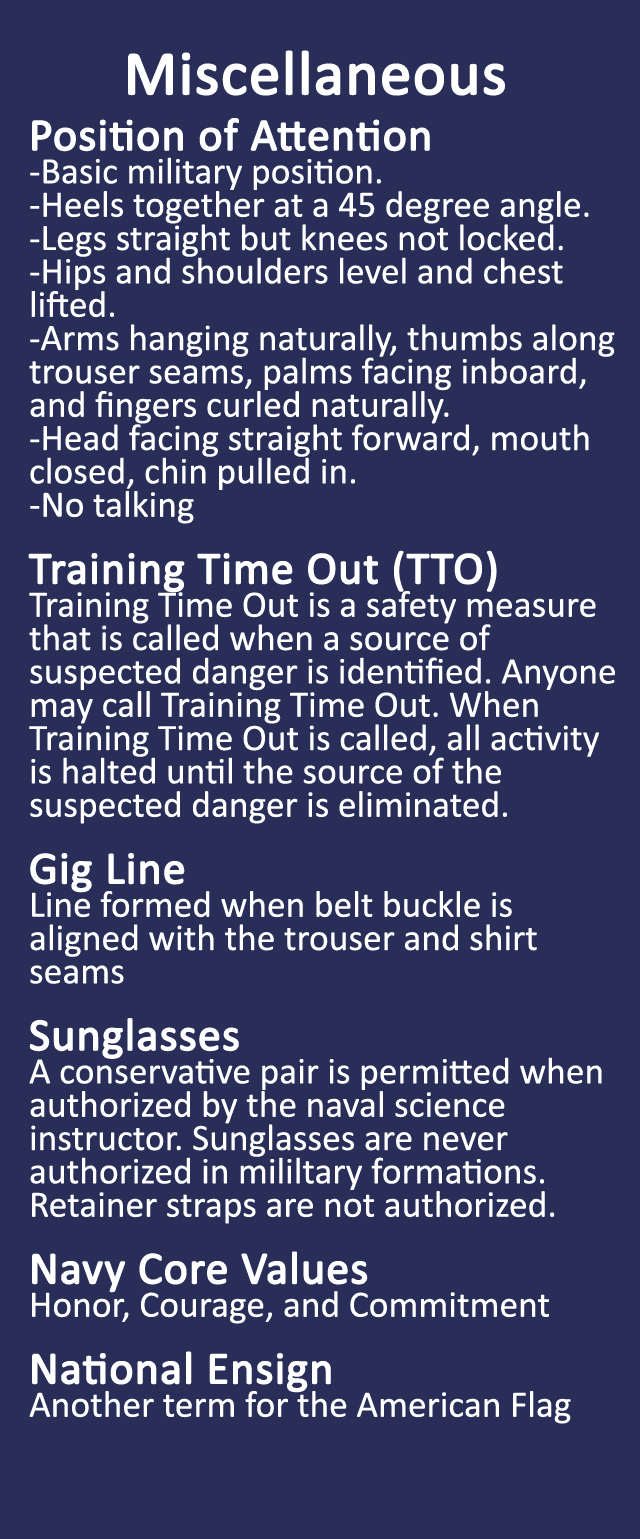 Miscellaneous
Position of Attention
-Basic military position.
-Heels together at a 45 degree angle.
-Legs straight but knees not locked.
-Hips and shoulders level and chest
lifted.
-Arms hanging naturally, thumbs along
trouser seams, palms facing inboard,
and fingers curled naturally.
-Head facing straight forward, mouth
closed, chin pulled in.
-No talking
Training Time Out (TTO)
Training Time Out is a safety measure
that is called when a source of
suspected danger is identified. Anyone
may call Training Time Out. When
Training Time Out is called, all activity
is halted until the source of the
suspected danger is eliminated.
Gig Line
Line formed when belt buckle is
aligned with the trouser and shirt
seams
Sunglasses
A conservative pair is permitted when
authorized by the naval science
instructor. Sunglasses are never
authorized in mililtary formations.
Retainer straps are not authorized.
Navy Core Values
Honor, Courage, and Commitment
National Ensign
Another term for the American Flag